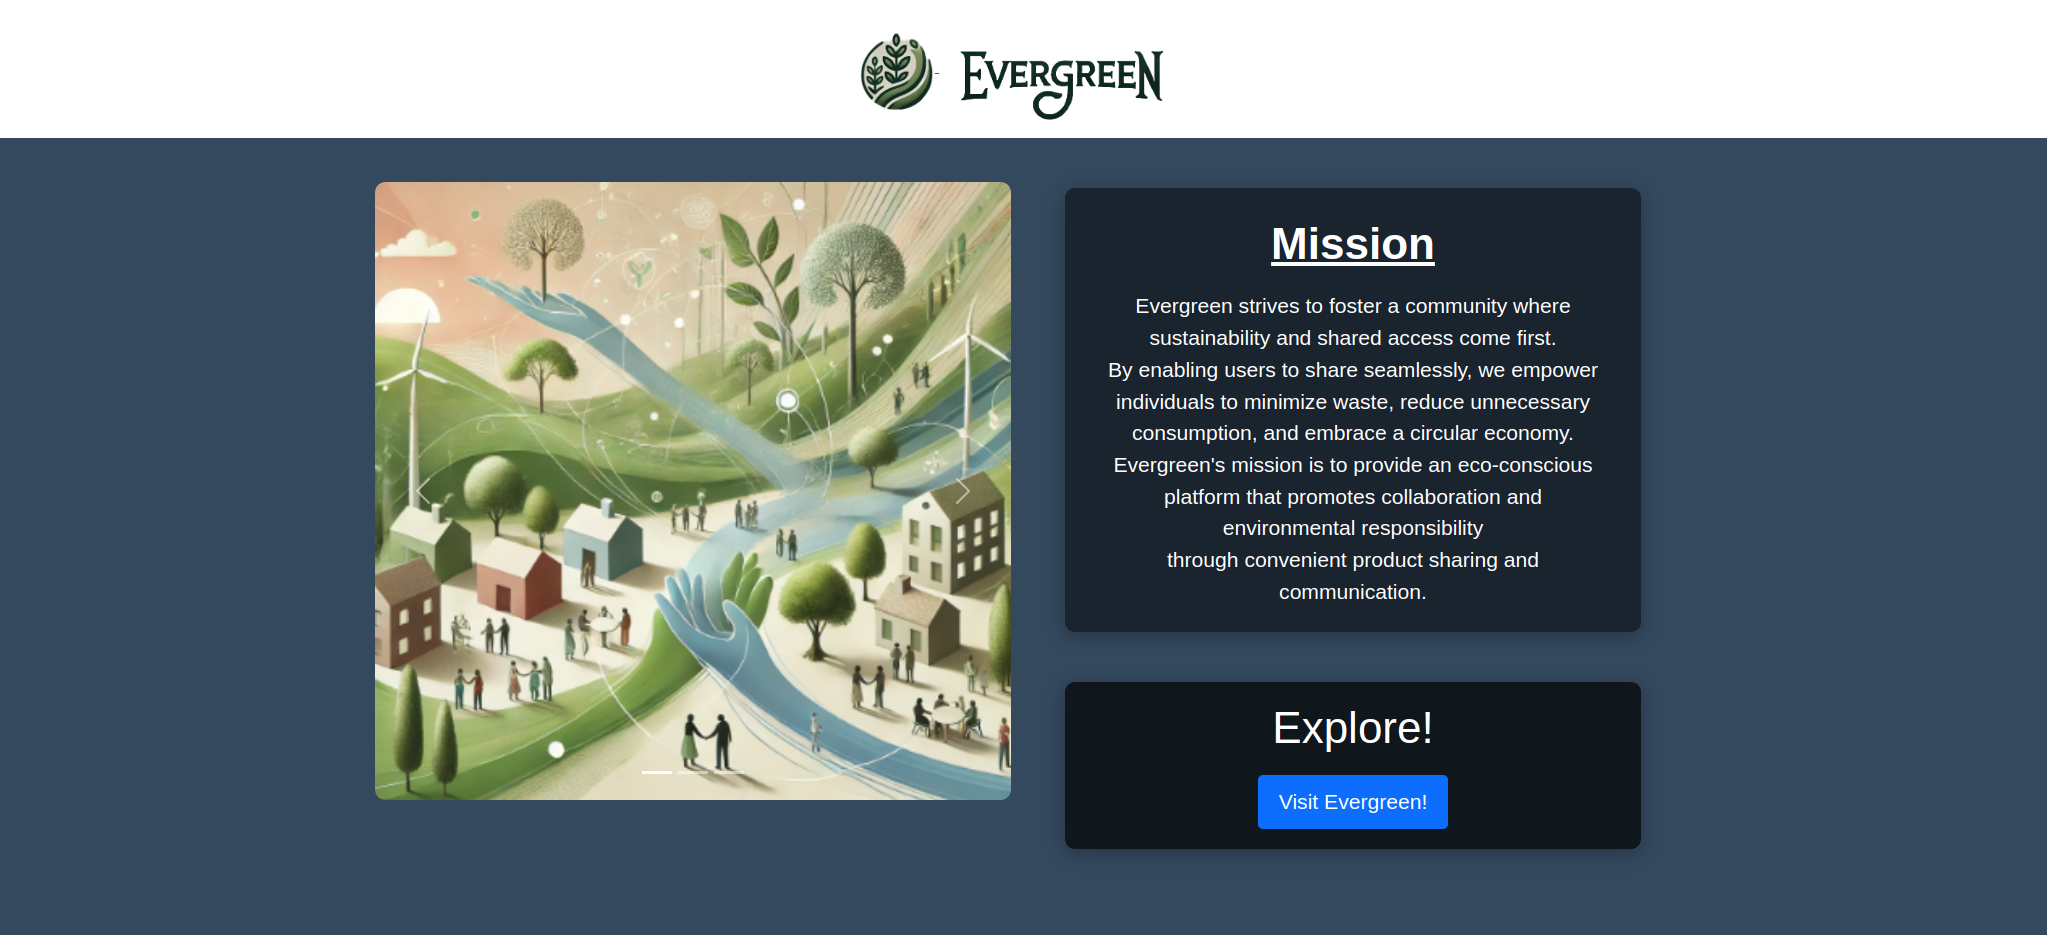 EVERGREEN
Mission
Evergreen strives to foster a community where
sustainability and shared access come first.
By enabling users to share seamlessly, we empower
individuals to minimize waste, reduce unnecessary
consumption, and embrace a circular economy.
Evergreen's mission is to provide an eco-conscious
platform that promotes collaboration and
environmental responsibility
through convenient product sharing and
communication.
Explore!
Visit Evergreen!